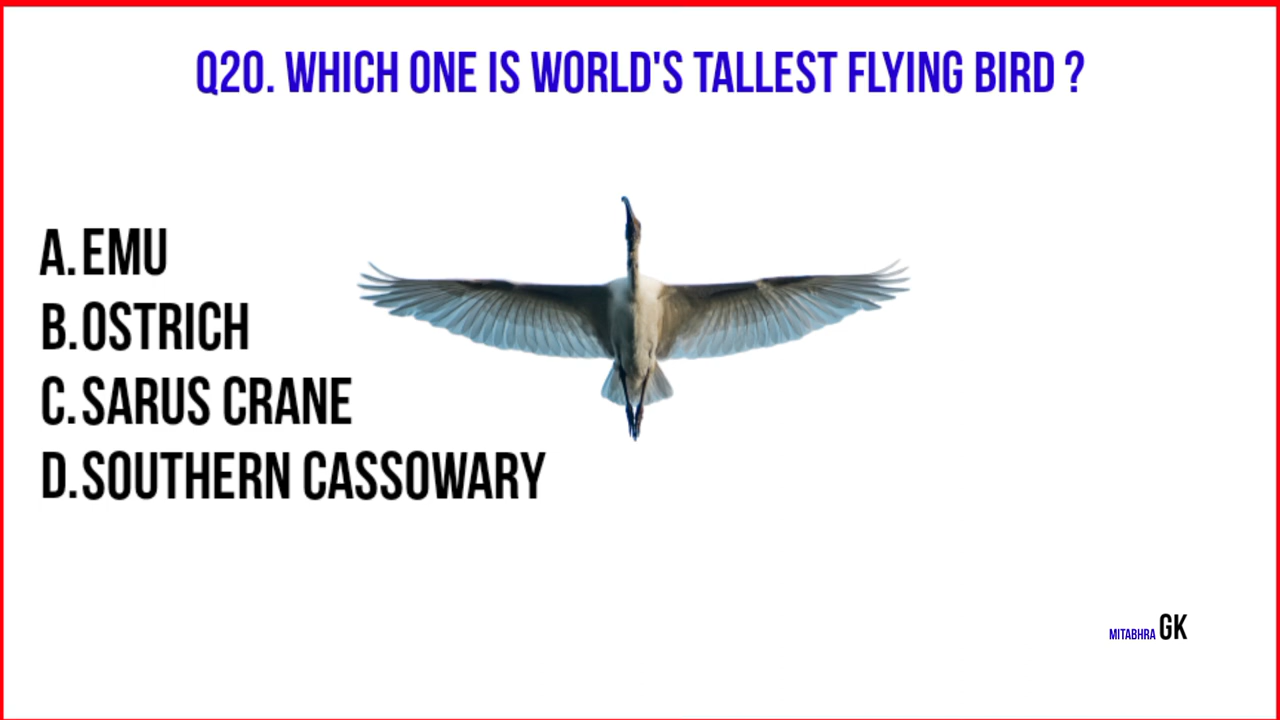 Q20. WHICH ONE IS WORLD'S TALLEST FLYING BIRD ?
A. EMU
B. OSTRICH
C. SARUS CRANE
D. SOUTHERN CASSOWARY
MITABHRA GK